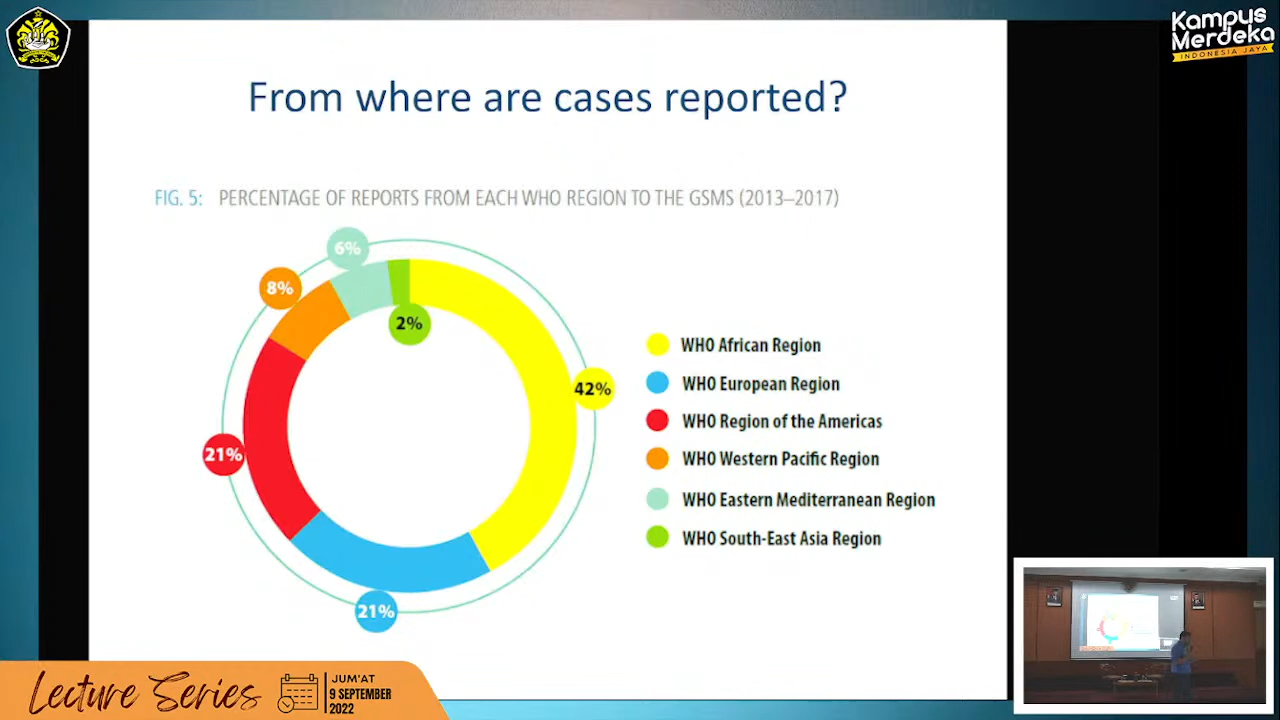 Kampus
Merdeka
INDONESIA JAYA
From where are cases reported?
FIG. 5: PERCENTAGE OF REPORTS FROM EACH WHO REGION TO THE GSMS (2013–2017)
6%
8%
2%
42%
21%
21%
WHO African Region
WHO European Region
WHO Region of the Americas
WHO Western Pacific Region
WHO Eastern Mediterranean Region
WHO South-East Asia Region
Lecture Series
JUM'AT
9 SEPTEMBER
2022